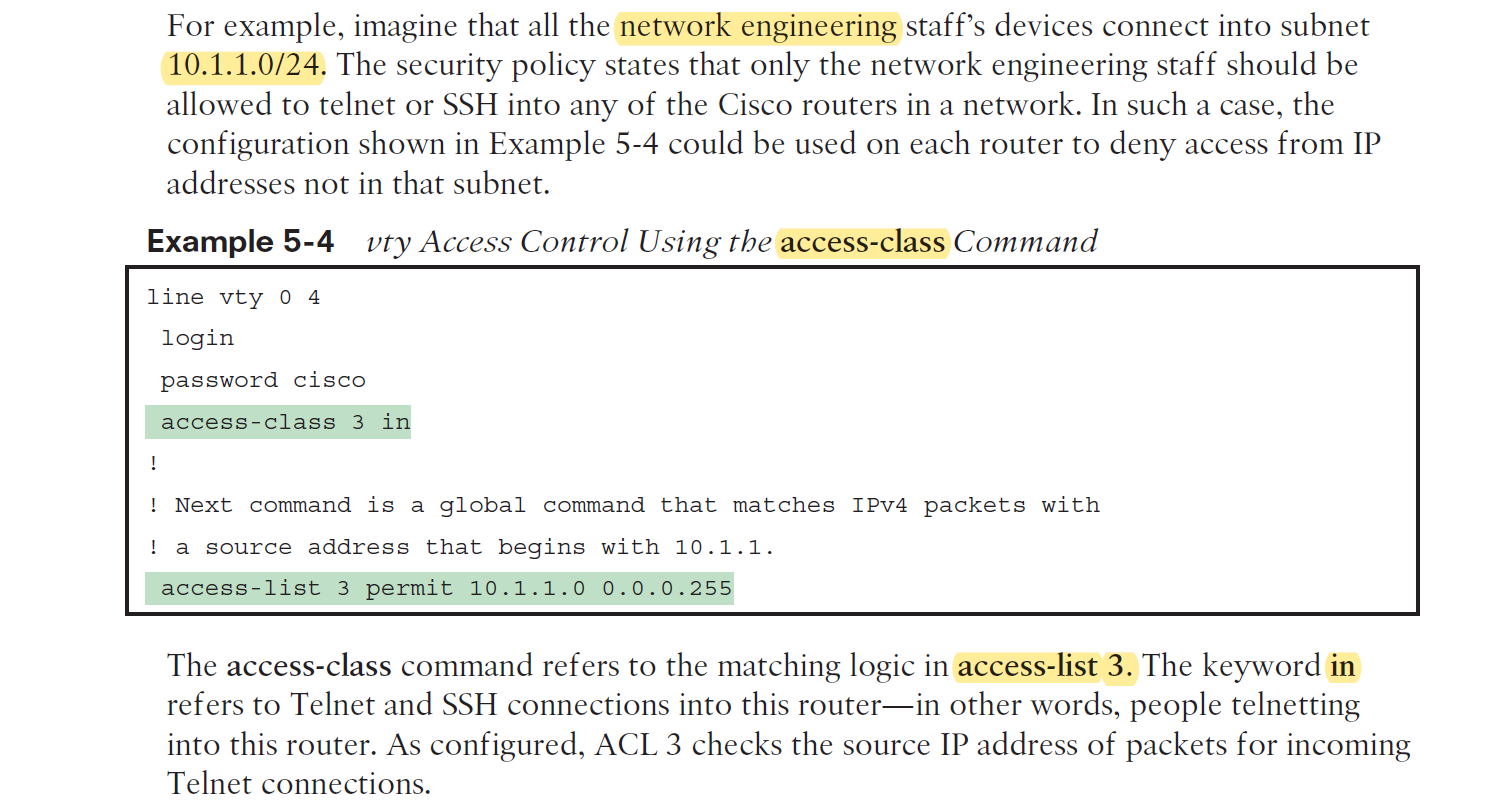 For example, imagine that all the network engineering staff’s devices connect into subnet
10.1.1.0/24. The security policy states that only the network engineering staff should be
allowed to telnet or SSH into any of the Cisco routers in a network. In such a case, the
configuration shown in Example 5-4 could be used on each router to deny access from IP
addresses not in that subnet.
Example 5-4 vty Access Control Using the access-class Command
line vty 0 4
login
password cisco
access-class 3 in
!
! Next command is a global command that matches IPv4 packets with
! a source address that begins with 10.1.1.
access-list 3 permit 10.1.1.0 0.0.0.255
The access-class command refers to the matching logic in access-list 3. The keyword in
refers to Telnet and SSH connections into this router—in other words, people telnetting
into this router. As configured, ACL 3 checks the source IP address of packets for incoming
Telnet connections.